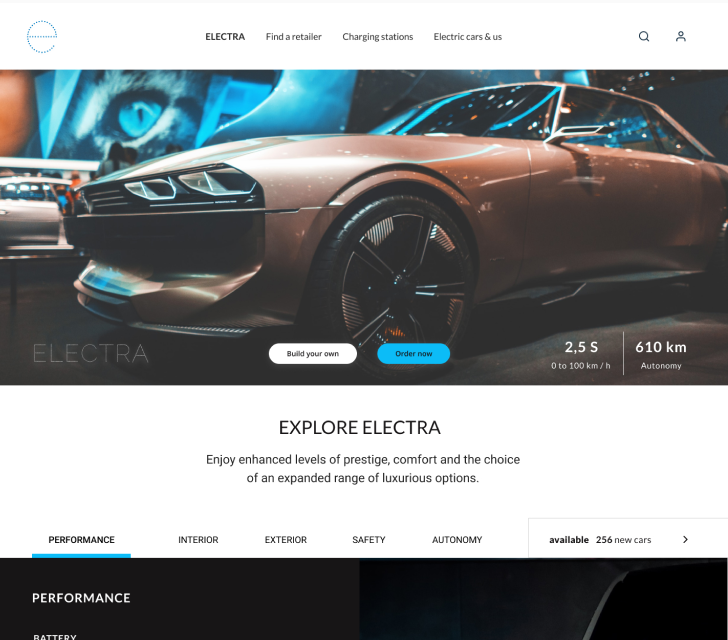 ELECTRA Find a retailer Charging stations Electric cars & us
ELECTRA
Build your own
Order now
2,5 S
0 to 100 km / h
610 km
Autonomy
EXPLORE ELECTRA
Enjoy enhanced levels of prestige, comfort and the choice
of an expanded range of luxurious options.
PERFORMANCE INTERIOR EXTERIOR SAFETY AUTONOMY
available 256 new cars
PERFORMANCE
BATTERY